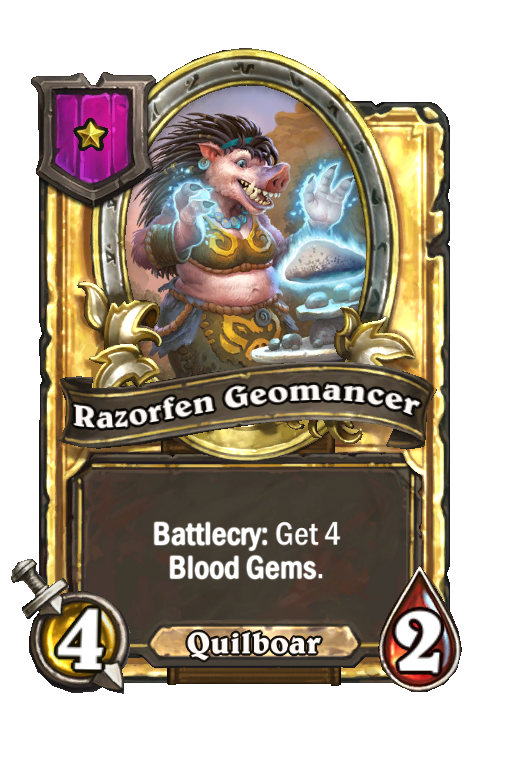 Razorfen Geomancer
Battlecry: Get 4
Blood Gems.
4
Quilboar
2